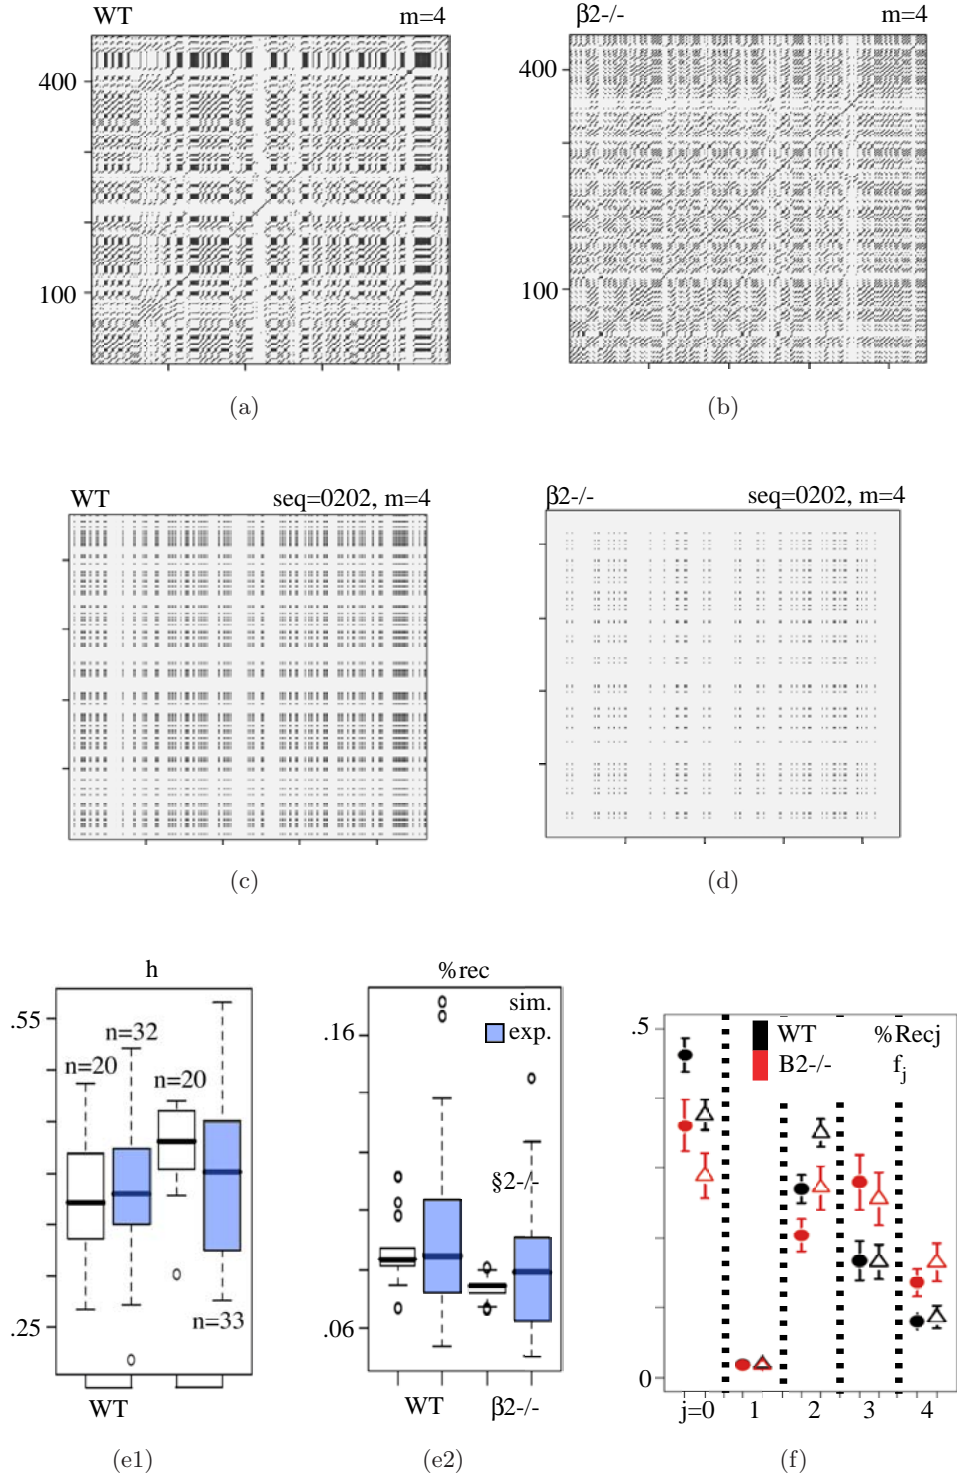 WT m=4
400
100
(a)
β2-/- m=4
400
100
(b)
WT seq=0202, m=4
(c)
β2-/- seq=0202, m=4
(d)
h
.55
n=32
n=20
n=20
n=33
.25
WT
(e1)
%rec
sim.
exp.
.16
§2-/-
.06
WT β2-/-
(e2)
.5
WT %Recj
B2-/- fj
0
j=0 1 2 3 4
(f)